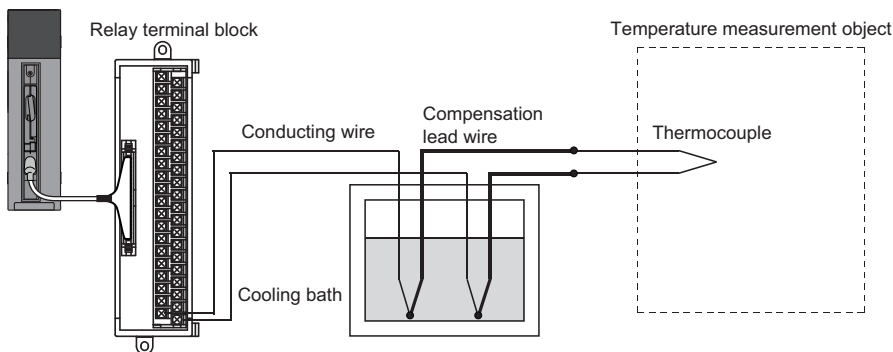 Temperature measurement object
Relay terminal block
Compensation
lead wire
Conducting wire
Thermocouple
Cooling bath